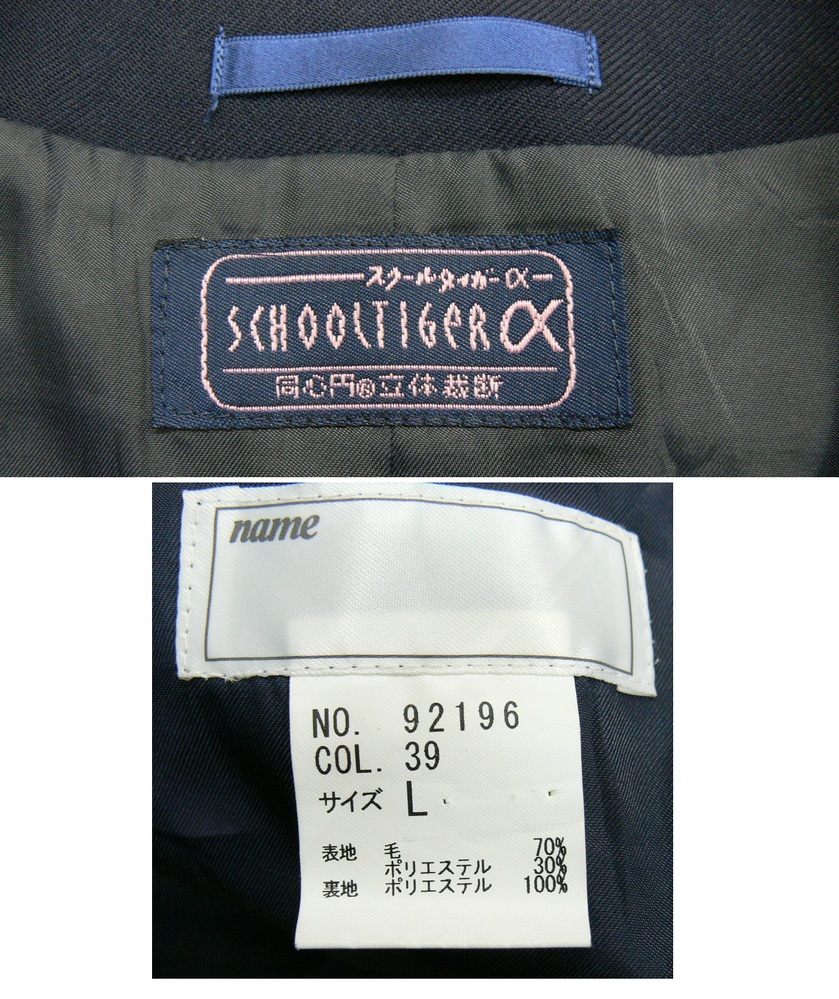 スクールタイガーα
SCHOOLTIGER α
同心円の立体裁断
name
NO. 92196
COL. 39
サイズ L
表地 毛 70%
ポリエステル 30%
裏地 ポリエステル 100%